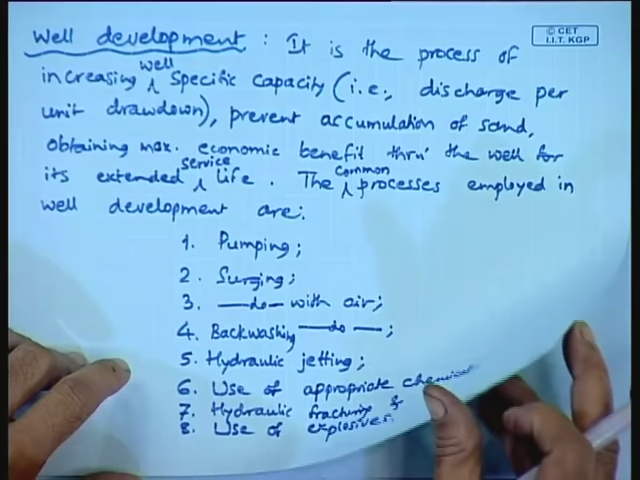 © CET
I.I.T. KGP
Well development : It is the process of
increasing well specific capacity (i.e., discharge per
unit drawdown), prevent accumulation of sand,
obtaining max. economic benefit thru' the well for
its extended service life. The common processes employed in
well development are:
1. Pumping;
2. Surging;
3. —do— with air;
4. Backwashing —do— ;
5. Hydraulic jetting;
6. Use of appropriate chemical
7. Hydraulic fracturing &
8. Use of explosives.